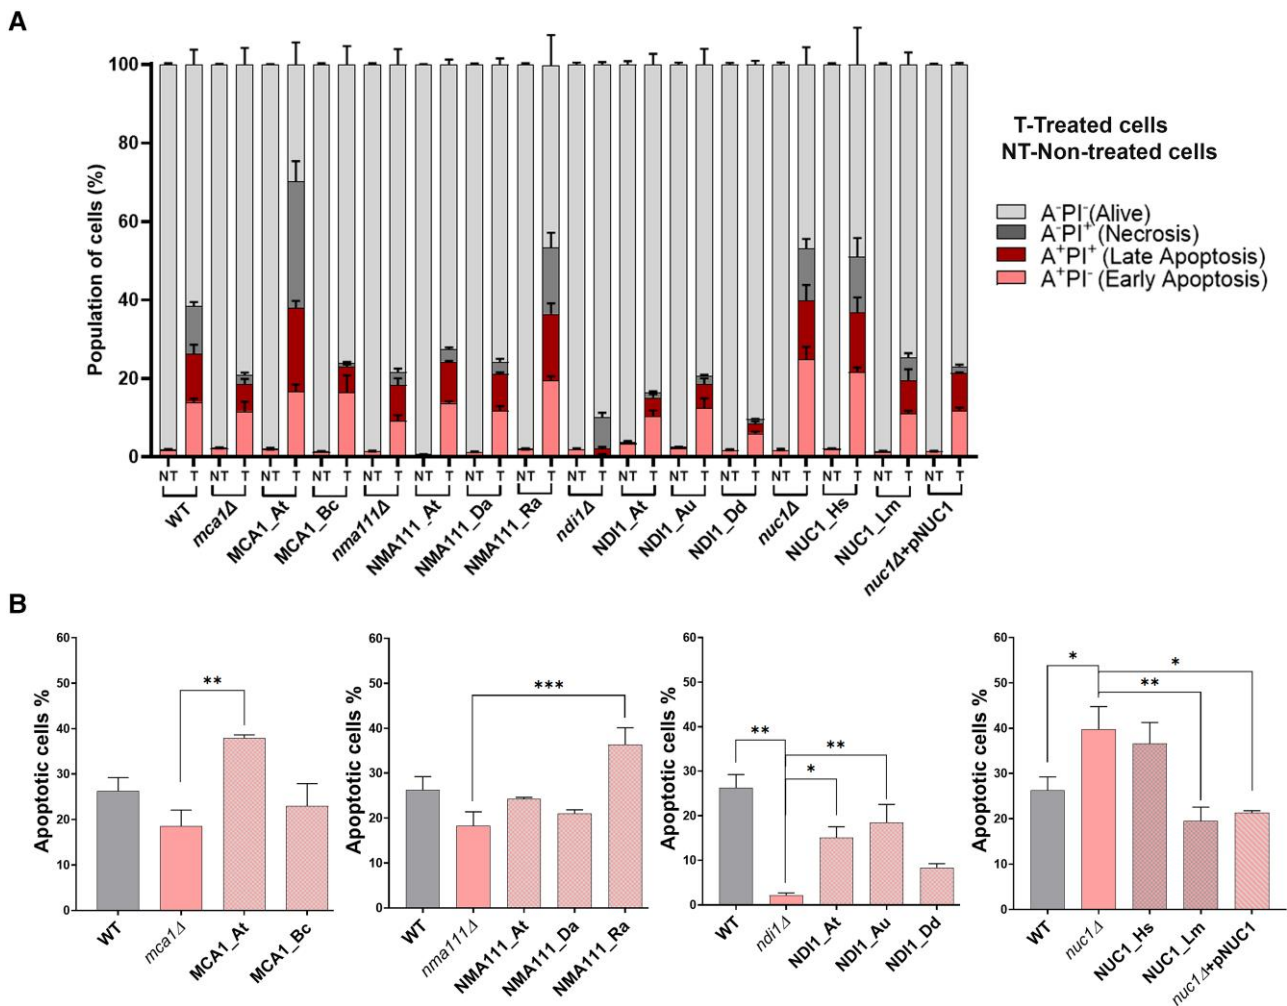 A
Population of cells (%)
100
80
60
40
20
0
NT T NT T NT T NT T NT T NT T NT T NT T NT T NT T NT T NT T NT T NT T NT T NT T
WT
mca1Δ
MCA1_At
MCA1_Bc
nma111Δ
NMA111_At
NMA111_Da
NMA111_Ra
ndi1Δ
NDI1_At
NDI1_Au
NDI1_Dd
nuc1Δ
NUC1_Hs
NUC1_Lm
nuc1Δ+pNUC1
T-Treated cells
NT-Non-treated cells
A⁻PI⁻(Alive)
A⁻PI⁺(Necrosis)
A⁺PI⁺ (Late Apoptosis)
A⁺PI⁻ (Early Apoptosis)
B
Apoptotic cells %
60
50
40
30
20
10
0
**
WT
mca1Δ
MCA1_At
MCA1_Bc
Apoptotic cells %
60
50
40
30
20
10
0
***
WT
nma111Δ
NMA111_At
NMA111_Da
NMA111_Ra
Apoptotic cells %
60
50
40
30
20
10
0
**
**
*
WT
ndi1Δ
NDI1_At
NDI1_Au
NDI1_Dd
Apoptotic cells %
60
50
40
30
20
10
0
*
*
**
WT
nuc1Δ
NUC1_Hs
NUC1_Lm
nuc1Δ+pNUC1